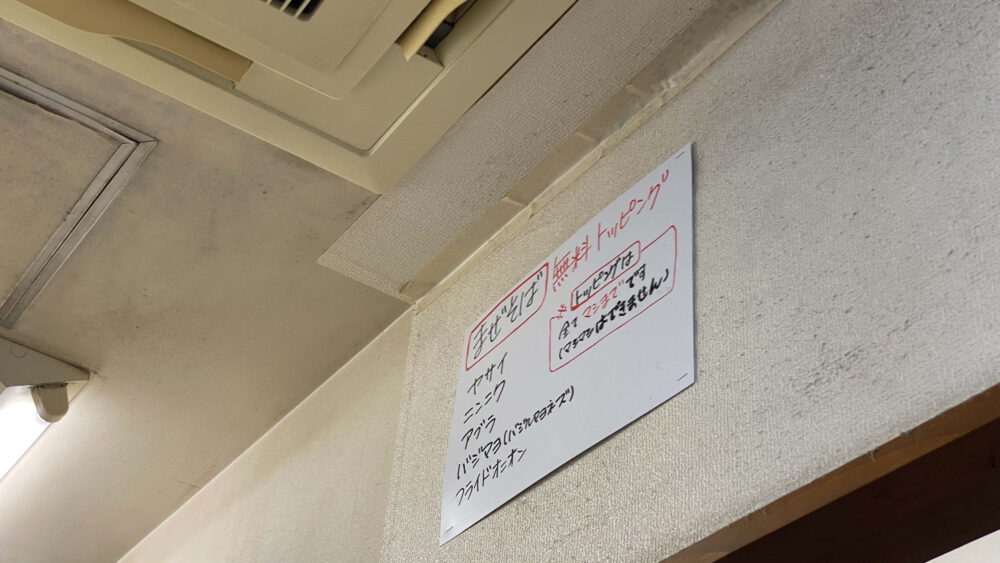 まぜそば 無料トッピング
※トッピングは
全てマシまでです
(マシマシはできません)
ヤサイ
ニンニク
アブラ
バジマヨ(バジルマヨネーズ)
フライドオニオン